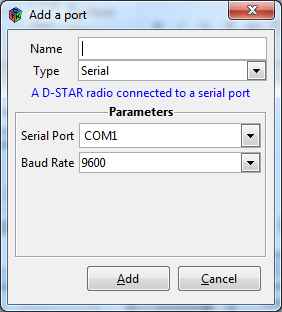 Add a port
Name
Type Serial
A D-STAR radio connected to a serial port
Parameters
Serial Port COM1
Baud Rate 9600
Add Cancel